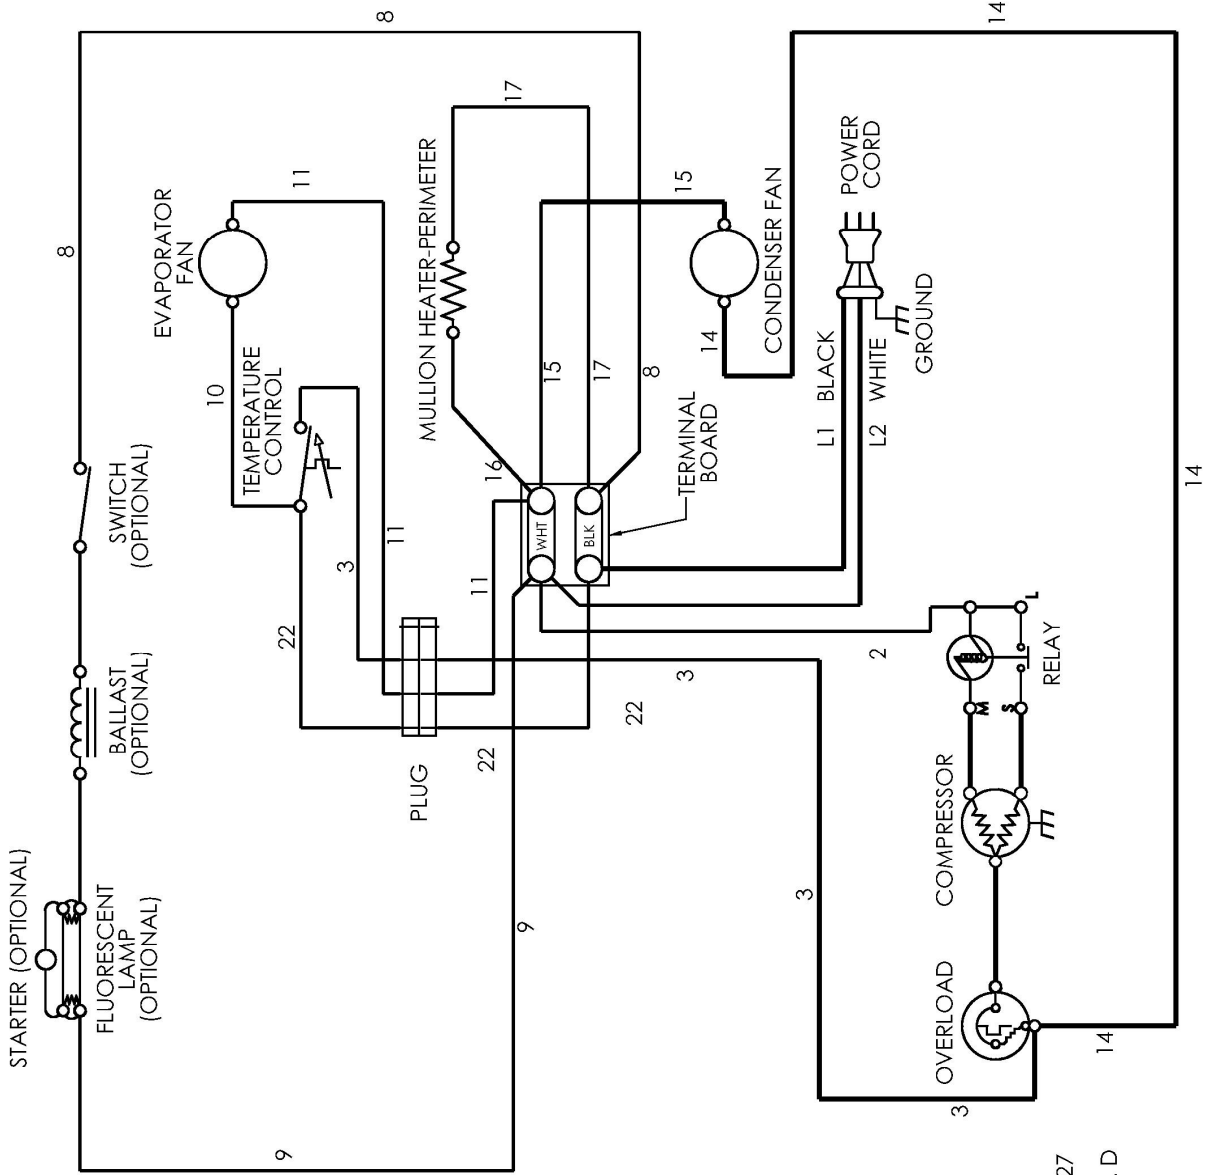 8
14
8
17
11
EVAPORATOR
FAN
MULLION HEATER-PERIMETER
15
POWER
CORD
CONDENSER FAN
GROUND
10
TEMPERATURE
CONTROL
14
15
17
8
L1 BLACK
L2 WHITE
16
TERMINAL
BOARD
SWITCH
(OPTIONAL)
WHT
BLK
14
11
3
11
22
2
L
RELAY
3
22
M
S
BALLAST
(OPTIONAL)
22
PLUG
COMPRESSOR
STARTER (OPTIONAL)
FLUORESCENT
LAMP
(OPTIONAL)
3
9
OVERLOAD
14
3
9
27
D